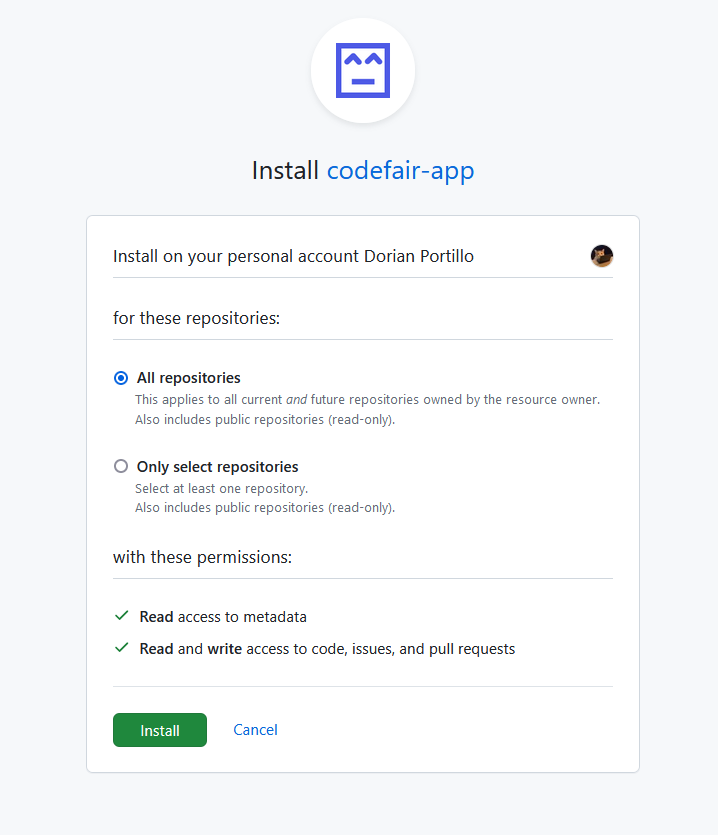 Install codefair-app
Install on your personal account Dorian Portillo
for these repositories:
All repositories
This applies to all current and future repositories owned by the resource owner.
Also includes public repositories (read-only).
Only select repositories
Select at least one repository.
Also includes public repositories (read-only).
with these permissions:
Read access to metadata
Read and write access to code, issues, and pull requests
Install Cancel